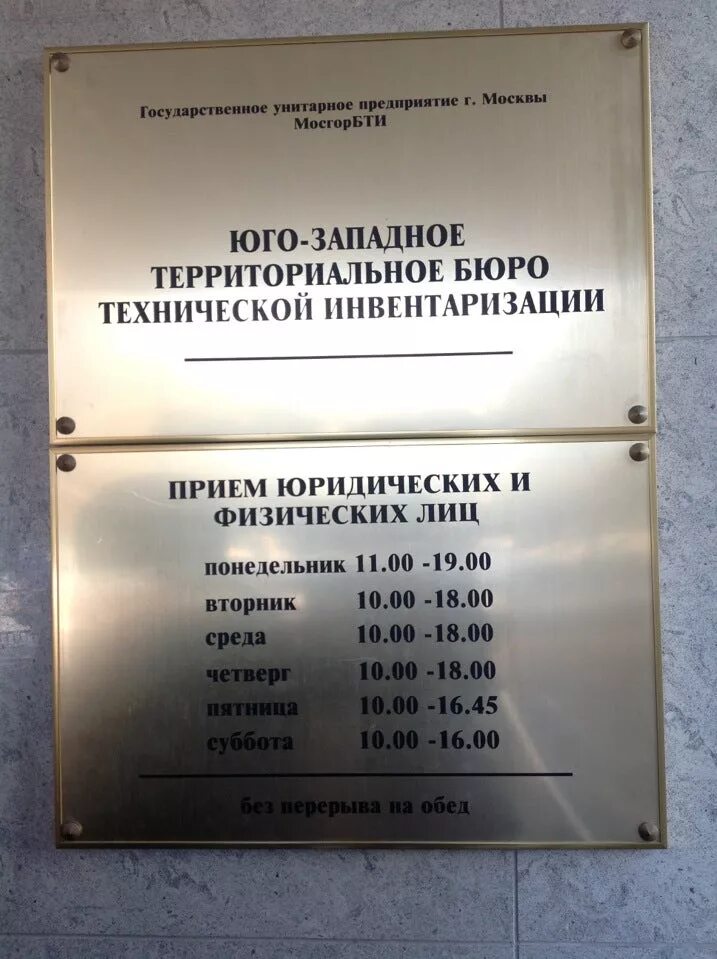 Государственное унитарное предприятие г. Москвы
МосгорБТИ
ЮГО-ЗАПАДНОЕ
ТЕРРИТОРИАЛЬНОЕ БЮРО
ТЕХНИЧЕСКОЙ ИНВЕНТАРИЗАЦИИ
ПРИЕМ ЮРИДИЧЕСКИХ И
ФИЗИЧЕСКИХ ЛИЦ
понедельник 11.00 -19.00
вторник 10.00 -18.00
среда 10.00 -18.00
четверг 10.00 -18.00
пятница 10.00 -16.45
суббота 10.00 -16.00
без перерыва на обед